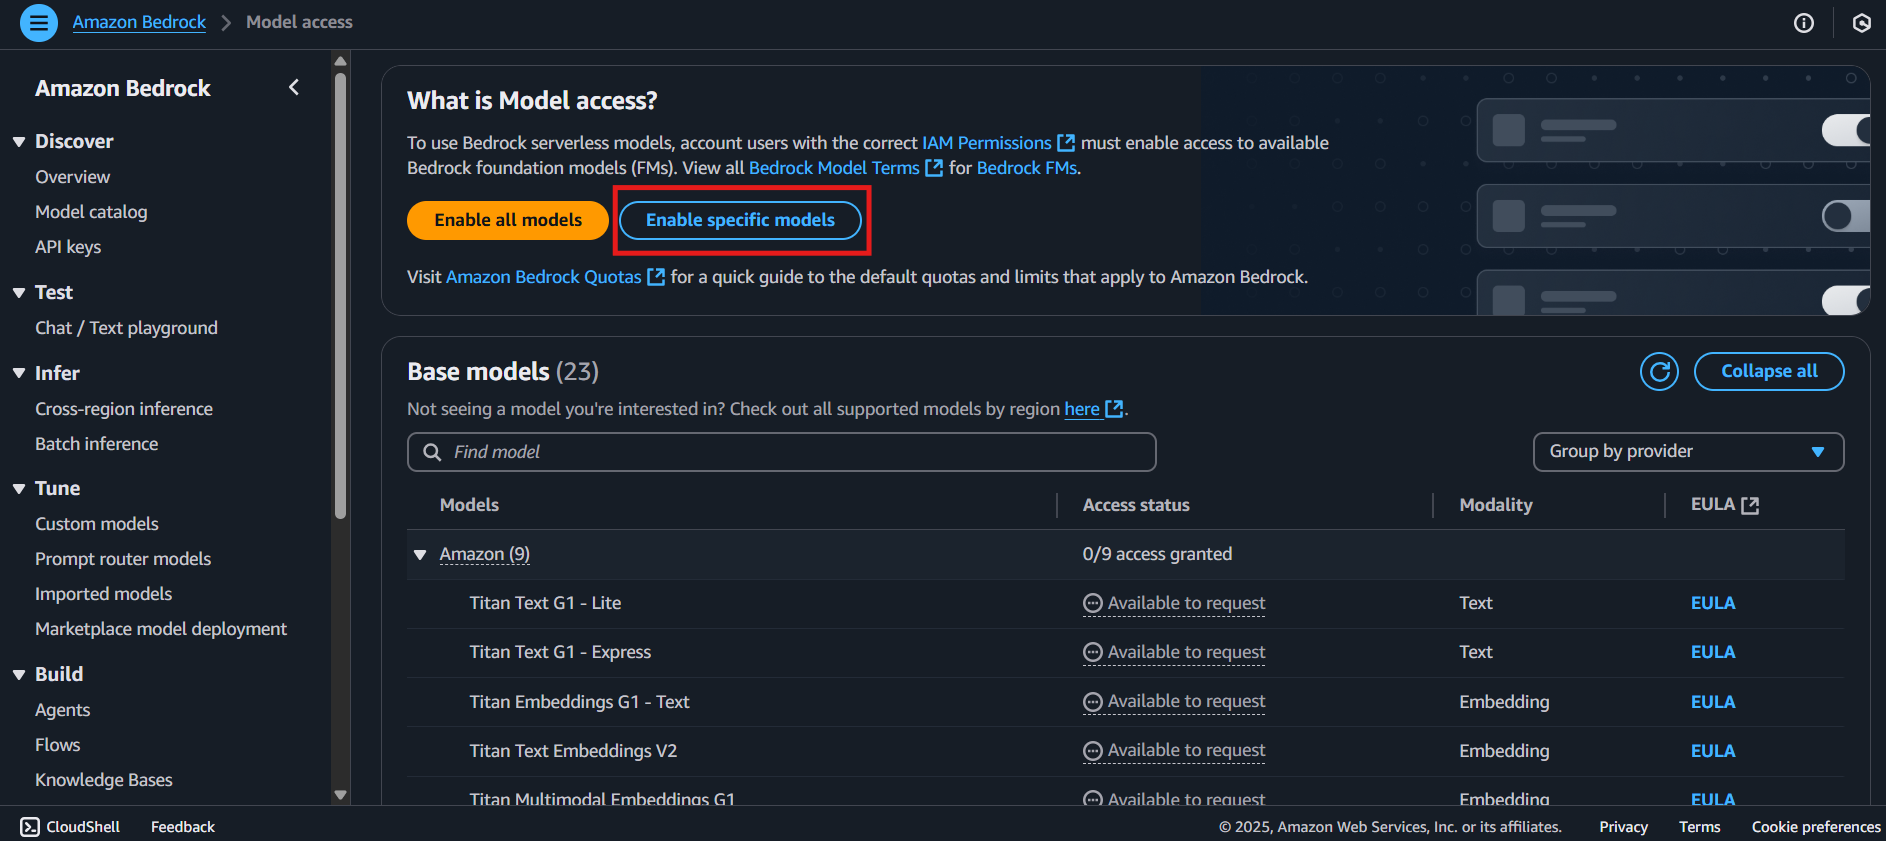 Amazon Bedrock > Model access
Amazon Bedrock
Discover
Overview
Model catalog
API keys
Test
Chat / Text playground
Infer
Cross-region inference
Batch inference
Tune
Custom models
Prompt router models
Imported models
Marketplace model deployment
Build
Agents
Flows
Knowledge Bases
What is Model access?
To use Bedrock serverless models, account users with the correct IAM Permissions must enable access to available
Bedrock foundation models (FMs). View all Bedrock Model Terms for Bedrock FMs.
Enable all models Enable specific models
Visit Amazon Bedrock Quotas for a quick guide to the default quotas and limits that apply to Amazon Bedrock.
Base models (23)
Collapse all
Not seeing a model you're interested in? Check out all supported models by region here.
Find model
Group by provider
Models Access status Modality EULA
Amazon (9) 0/9 access granted
Titan Text G1 - Lite Available to request Text EULA
Titan Text G1 - Express Available to request Text EULA
Titan Embeddings G1 - Text Available to request Embedding EULA
Titan Text Embeddings V2 Available to request Embedding EULA
Titan Multimodal Embeddings G1 Available to request Embedding EULA
CloudShell Feedback © 2025, Amazon Web Services, Inc. or its affiliates. Privacy Terms Cookie preferences